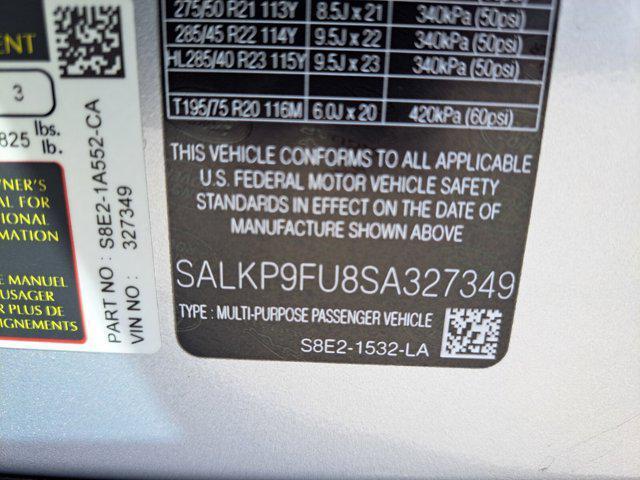 275/50 R21 113Y 8.5J x 21 340kPa (50psi)
285/45 R22 114Y 9.5J x 22 340kPa (50psi)
HL285/40 R23 115Y 9.5J x 23 340kPa (50psi)
T195/75 R20 116M 6.0J x 20 420kPa (60psi)
THIS VEHICLE CONFORMS TO ALL APPLICABLE
U.S. FEDERAL MOTOR VEHICLE SAFETY
STANDARDS IN EFFECT ON THE DATE OF
MANUFACTURE SHOWN ABOVE
SALKP9FU8SA327349
TYPE : MULTI-PURPOSE PASSENGER VEHICLE
S8E2-1532-LA
3
825 lbs.
lb.
FOR
MANUEL
PLUS DE
PART NO : S8E2-1A552-CA
VIN NO : 327349